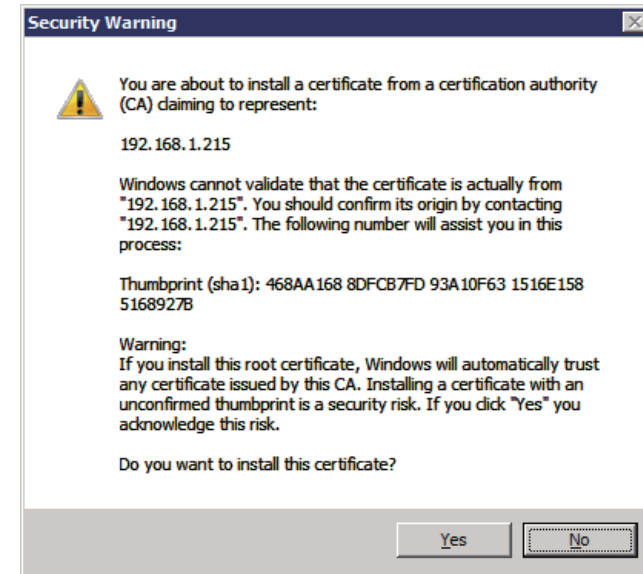 Security Warning
You are about to install a certificate from a certification authority
(CA) claiming to represent:
192.168.1.215
Windows cannot validate that the certificate is actually from
"192.168.1.215". You should confirm its origin by contacting
"192.168.1.215". The following number will assist you in this
process:
Thumbprint (sha1): 468AA168 8DFCB7FD 93A10F63 1516E158
5168927B
Warning:
If you install this root certificate, Windows will automatically trust
any certificate issued by this CA. Installing a certificate with an
unconfirmed thumbprint is a security risk. If you click "Yes" you
acknowledge this risk.
Do you want to install this certificate?
Yes No